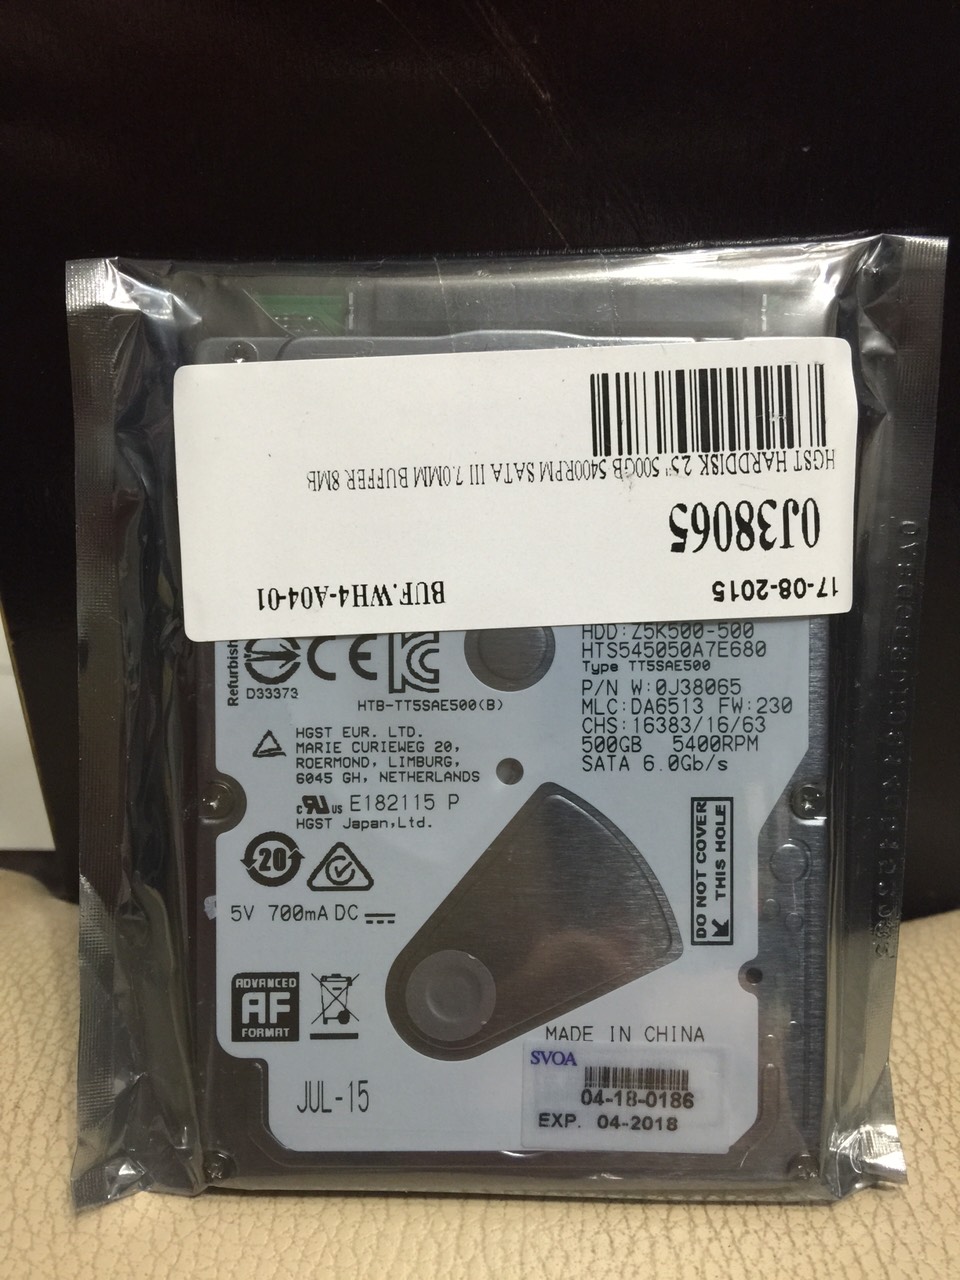 HGST HARDDISK 2.5" 500GB 5400RPM SATA III 7.0MM BUFFER 8MB
0J38065
17-08-2015
BUF.WH4-A04-01
Refurbish
D33373
CE
HTB-TT5SAE500(B)
HDD:Z5K500-500
HTS545050A7E680
Type TT5SAE500
P/N W:0J38065
MLC:DA6513 FW:230
CHS:16383/16/63
500GB 5400RPM
SATA 6.0Gb/s
HGST EUR. LTD.
MARIE CURIEWEG 20,
ROERMOND, LIMBURG,
6045 GH, NETHERLANDS
c RU us E182115 P
HGST Japan,Ltd.
20
5V 700mA DC
DO NOT COVER
THIS HOLE
ADVANCED
AF
FORMAT
MADE IN CHINA
JUL-15
SVOA
04-18-0186
EXP. 04-2018